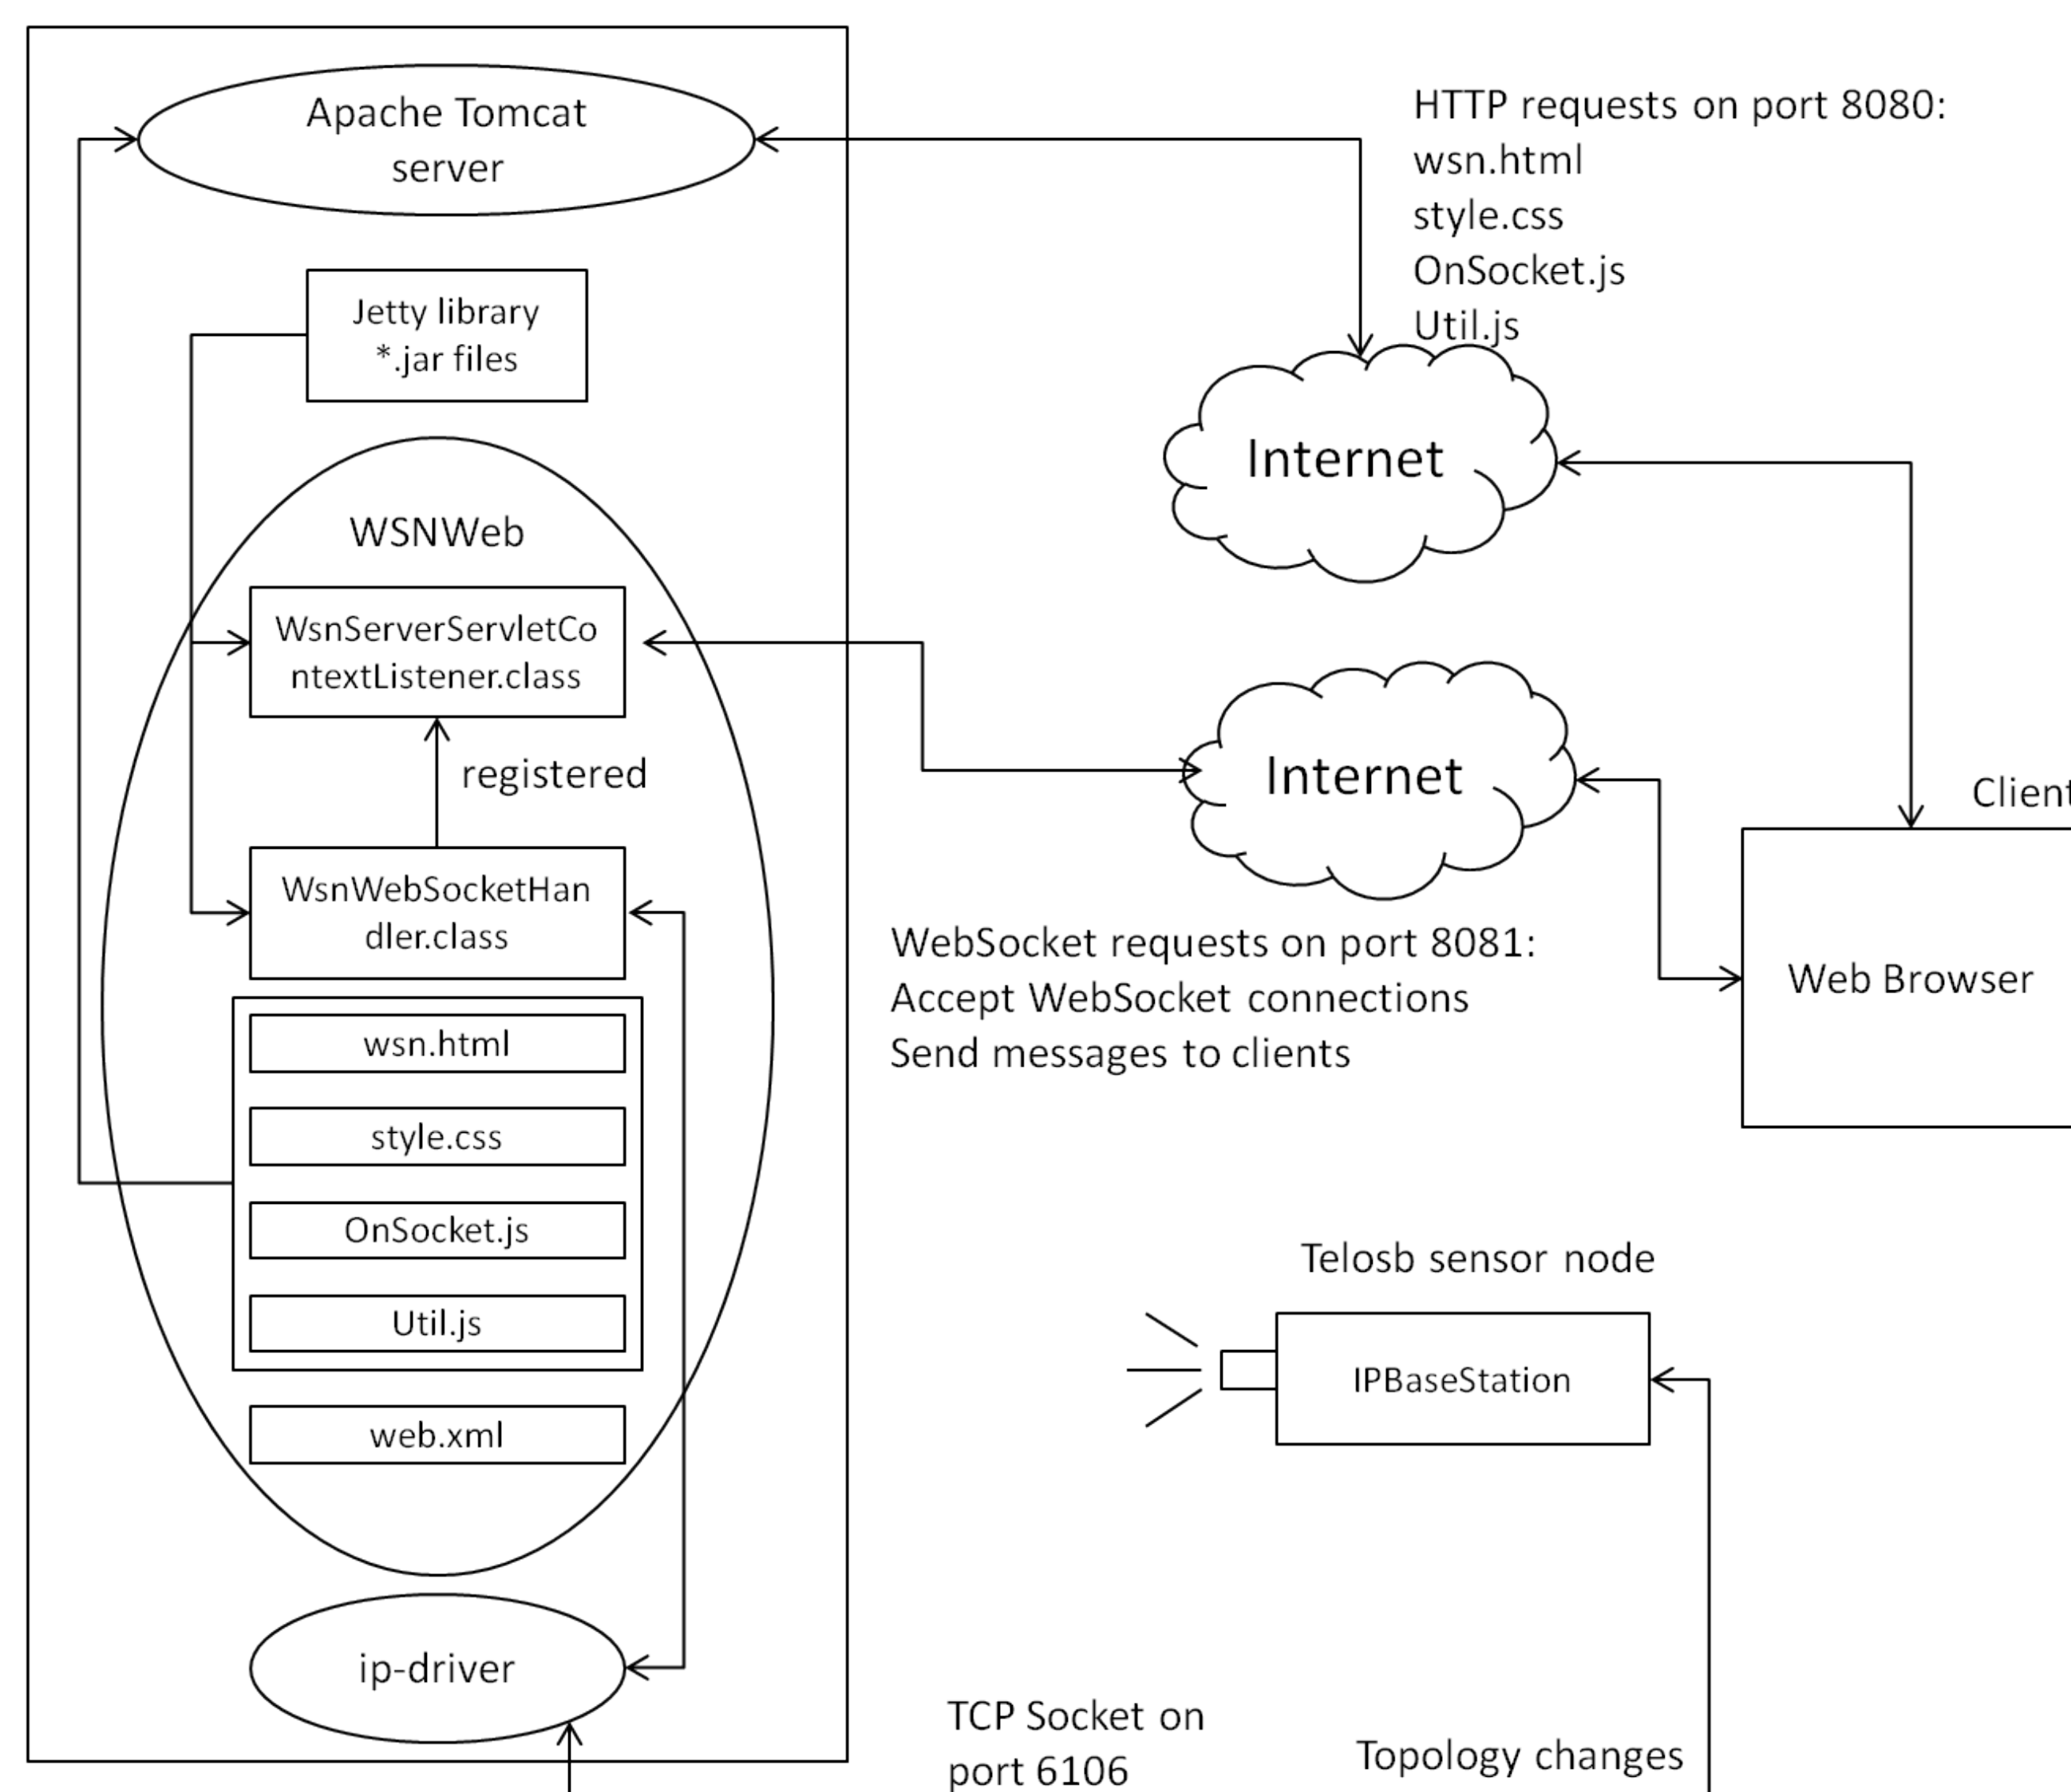 Apache Tomcat
server
Jetty library
*.jar files
WSNWeb
WsnServerServletCo
ntextListener.class
registered
WsnWebSocketHan
dler.class
wsn.html
style.css
OnSocket.js
Util.js
web.xml
ip-driver
HTTP requests on port 8080:
wsn.html
style.css
OnSocket.js
Util.js
Internet
Internet
WebSocket requests on port 8081:
Accept WebSocket connections
Send messages to clients
Client
Web Browser
Telosb sensor node
IPBaseStation
TCP Socket on
port 6106
Topology changes